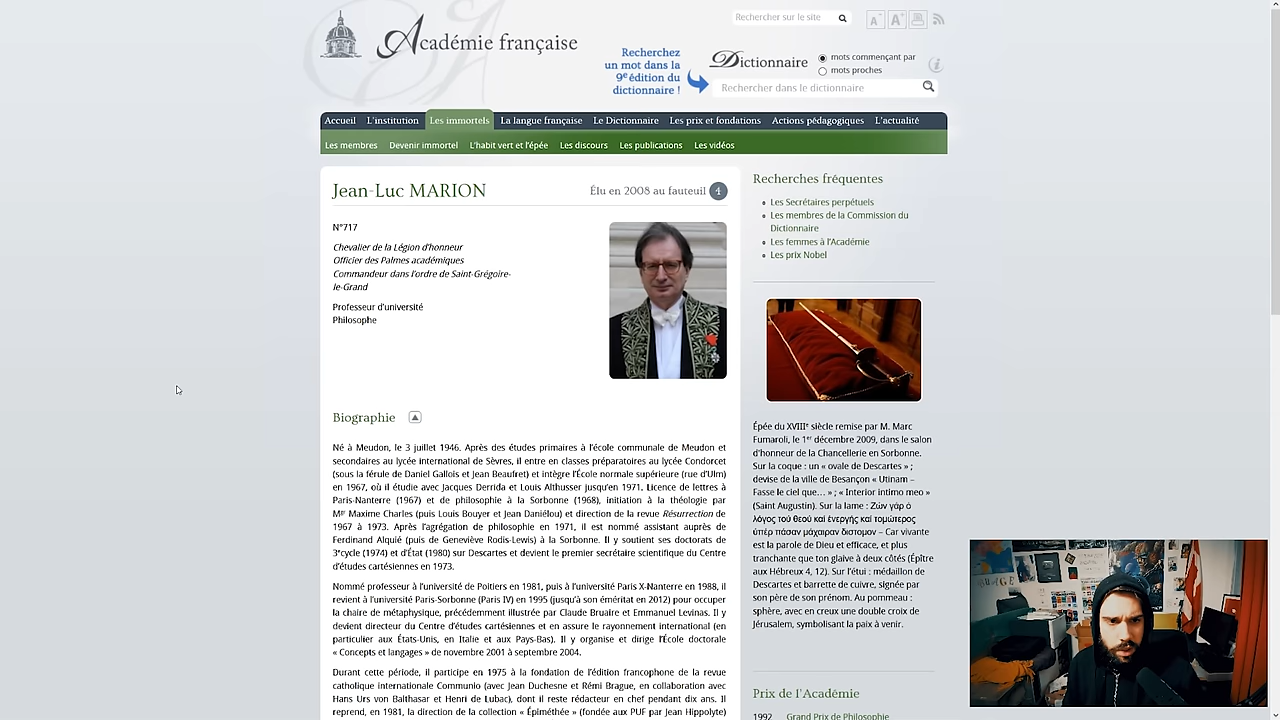 Rechercher sur le site
A-
A+
Académie française
Recherchez
un mot dans la
9e édition du
dictionnaire !
Dictionnaire
mots commençant par
mots proches
Rechercher dans le dictionnaire
Accueil L'institution Les immortels La langue française Le Dictionnaire Les prix et fondations Actions pédagogiques L'actualité
Les membres Devenir immortel L'habit vert et l'épée Les discours Les publications Les vidéos
Jean-Luc MARION
Élu en 2008 au fauteuil 4
N°717
Chevalier de la Légion d'honneur
Officier des Palmes académiques
Commandeur dans l'ordre de Saint-Grégoire-
le-Grand
Professeur d'université
Philosophe
Biographie
Né à Meudon, le 3 juillet 1946. Après des études primaires à l'école communale de Meudon et
secondaires au lycée international de Sèvres, il entre en classes préparatoires au lycée Condorcet
(sous la férule de Daniel Gallois et Jean Beaufret) et intègre l'École normale supérieure (rue d'Ulm)
en 1967, où il étudie avec Jacques Derrida et Louis Althusser jusqu'en 1971. Licence de lettres à
Paris-Nanterre (1967) et de philosophie à la Sorbonne (1968), initiation à la théologie par
Mgr Maxime Charles (puis Louis Bouyer et Jean Daniélou) et direction de la revue Résurrection de
1967 à 1973. Après l'agrégation de philosophie en 1971, il est nommé assistant auprès de
Ferdinand Alquié (puis de Geneviève Rodis-Lewis) à la Sorbonne. Il y soutient ses doctorats de
3ecycle (1974) et d'État (1980) sur Descartes et devient le premier secrétaire scientifique du Centre
d'études cartésiennes en 1973.
Nommé professeur à l'université de Poitiers en 1981, puis à l'université Paris X-Nanterre en 1988, il
revient à l'université Paris-Sorbonne (Paris IV) en 1995 (jusqu'à son éméritat en 2012) pour occuper
la chaire de métaphysique, précédemment illustrée par Claude Bruaire et Emmanuel Levinas. Il y
devient directeur du Centre d'études cartésiennes et en assure le rayonnement international (en
particulier aux États-Unis, en Italie et aux Pays-Bas). Il y organise et dirige l'École doctorale
« Concepts et langages » de novembre 2001 à septembre 2004.
Durant cette période, il participe en 1975 à la fondation de l'édition francophone de la revue
catholique internationale Communio (avec Jean Duchesne et Rémi Brague, en collaboration avec
Hans Urs von Balthasar et Henri de Lubac), dont il reste rédacteur en chef pendant dix ans. Il
reprend, en 1981, la direction de la collection « Épiméthée » (fondée aux PUF par Jean Hippolyte)
Recherches fréquentes
Les Secrétaires perpétuels
Les membres de la Commission du
Dictionnaire
Les femmes à l'Académie
Les prix Nobel
Épée du XVIIIe siècle remise par M. Marc
Fumaroli, le 1er décembre 2009, dans le salon
d'honneur de la Chancellerie en Sorbonne.
Sur la coque : un « ovale de Descartes » ;
devise de la ville de Besançon « Utinam –
Fasse le ciel que… » ; « Interior intimo meo »
(Saint Augustin). Sur la lame : Ζών γάρ ό
λόγος τού θεού καί ένεργής καί τομώτερος
ύπέρ πάσαν μάχαιραν διστομον – Car vivante
est la parole de Dieu et efficace, et plus
tranchante que ton glaive à deux côtés (Épître
aux Hébreux 4, 12). Sur l'étui : médaillon de
Descartes et barrette de cuivre, signée par
son père de son prénom. Au pommeau :
sphère, avec en creux une double croix de
Jérusalem, symbolisant la paix à venir.
Prix de l'Académie
1992 Grand Prix de Philosophie